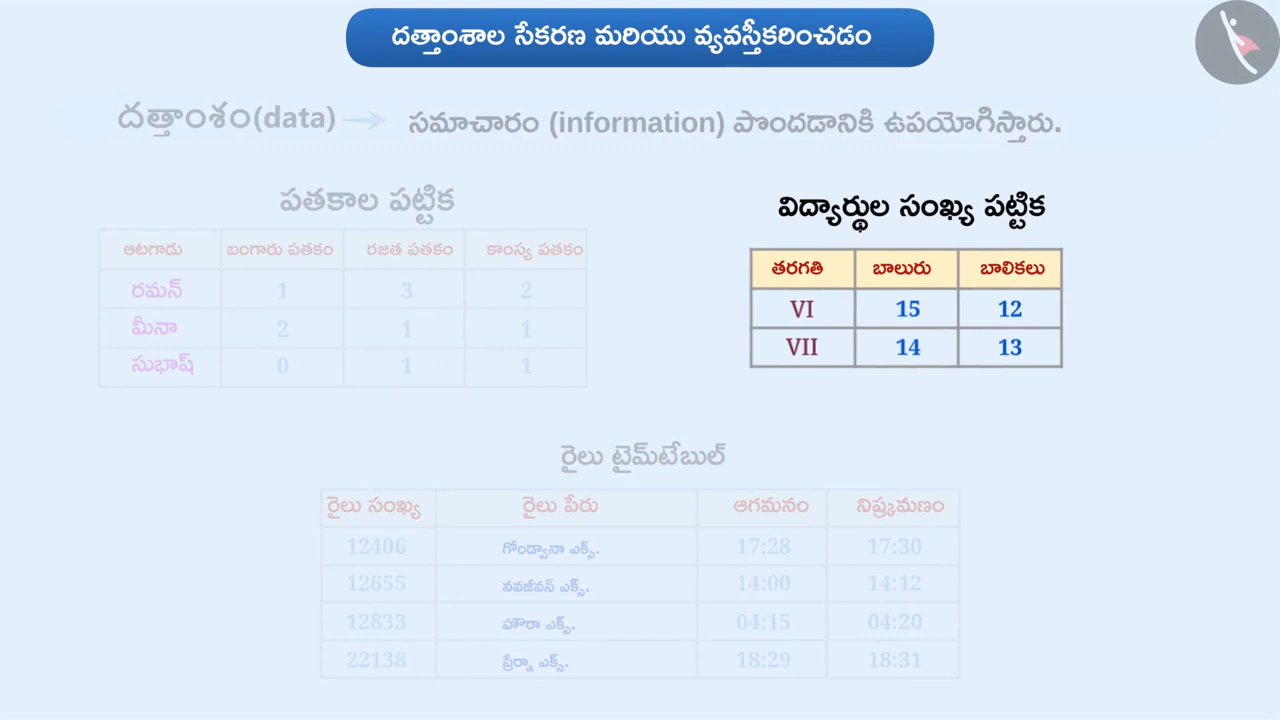 దత్తాంశాల సేకరణ మరియు వ్యవస్తీకరించడం
దత్తాంశం(data) → సమాచారం (information) పొందడానికి ఉపయోగిస్తారు.
పతకాల పట్టిక
ఆటగాడు బంగారు పతకం రజత పతకం కాంస్య పతకం
రమన్ 1 3 2
మీనా 2 1 1
సుభాష్ 0 1 1
విద్యార్థుల సంఖ్య పట్టిక
తరగతి బాలురు బాలికలు
VI 15 12
VII 14 13
రైలు టైమ్‌టేబుల్
రైలు సంఖ్య రైలు పేరు ఆగమనం నిష్క్రమణం
12406 గోండ్వానా ఎక్స్. 17:28 17:30
12655 నవజీవన్ ఎక్స్. 14:00 14:12
12833 హౌరా ఎక్స్. 04:15 04:20
22138 ప్రేర్నా ఎక్స్. 18:29 18:31